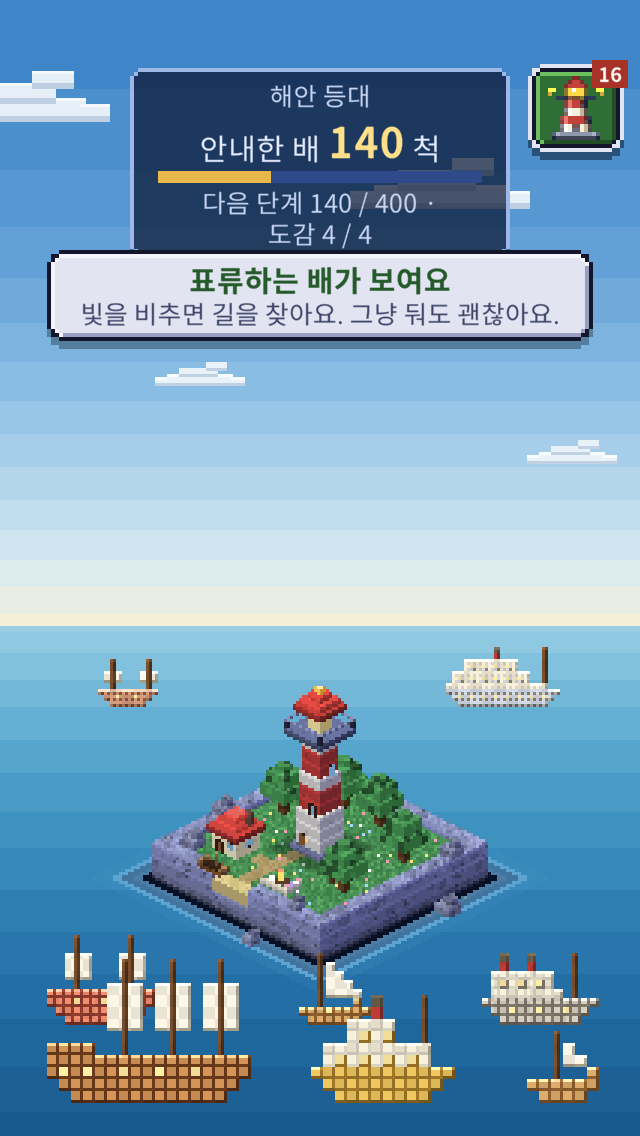 16
해안 등대
안내한 배 140 척
다음 단계 140 / 400 ·
도감 4 / 4
표류하는 배가 보여요
빛을 비추면 길을 찾아요. 그냥 둬도 괜찮아요.